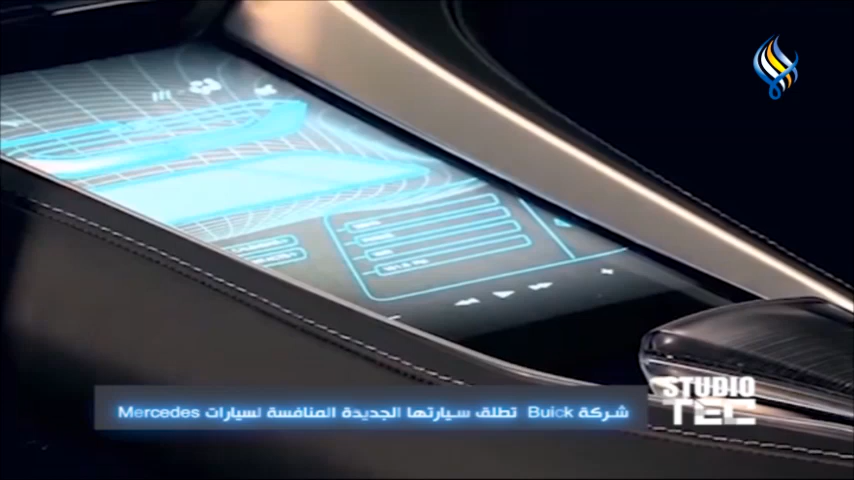 STUDIO
TEC
شركة Buick تطلق سيارتها الجديدة المنافسة لسيارات Mercedes